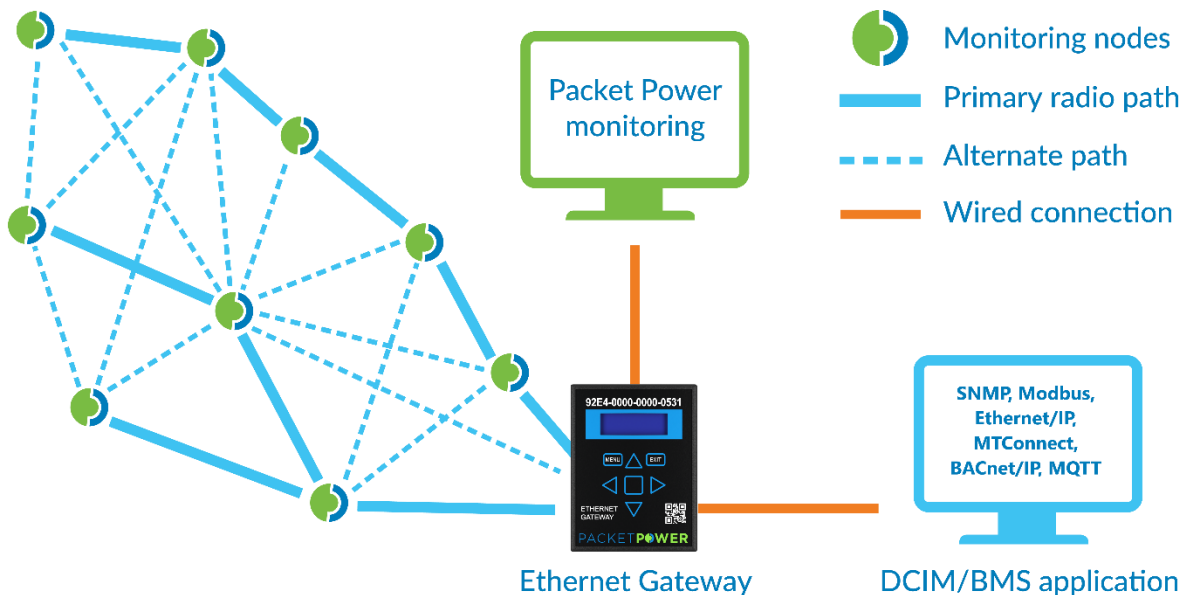 Packet Power
monitoring
Monitoring nodes
Primary radio path
Alternate path
Wired connection
92E4-0000-0000-0531
MENU
EXIT
ETHERNET
GATEWAY
PACKETPOWER
Ethernet Gateway
SNMP, Modbus,
Ethernet/IP,
MTConnect,
BACnet/IP, MQTT
DCIM/BMS application